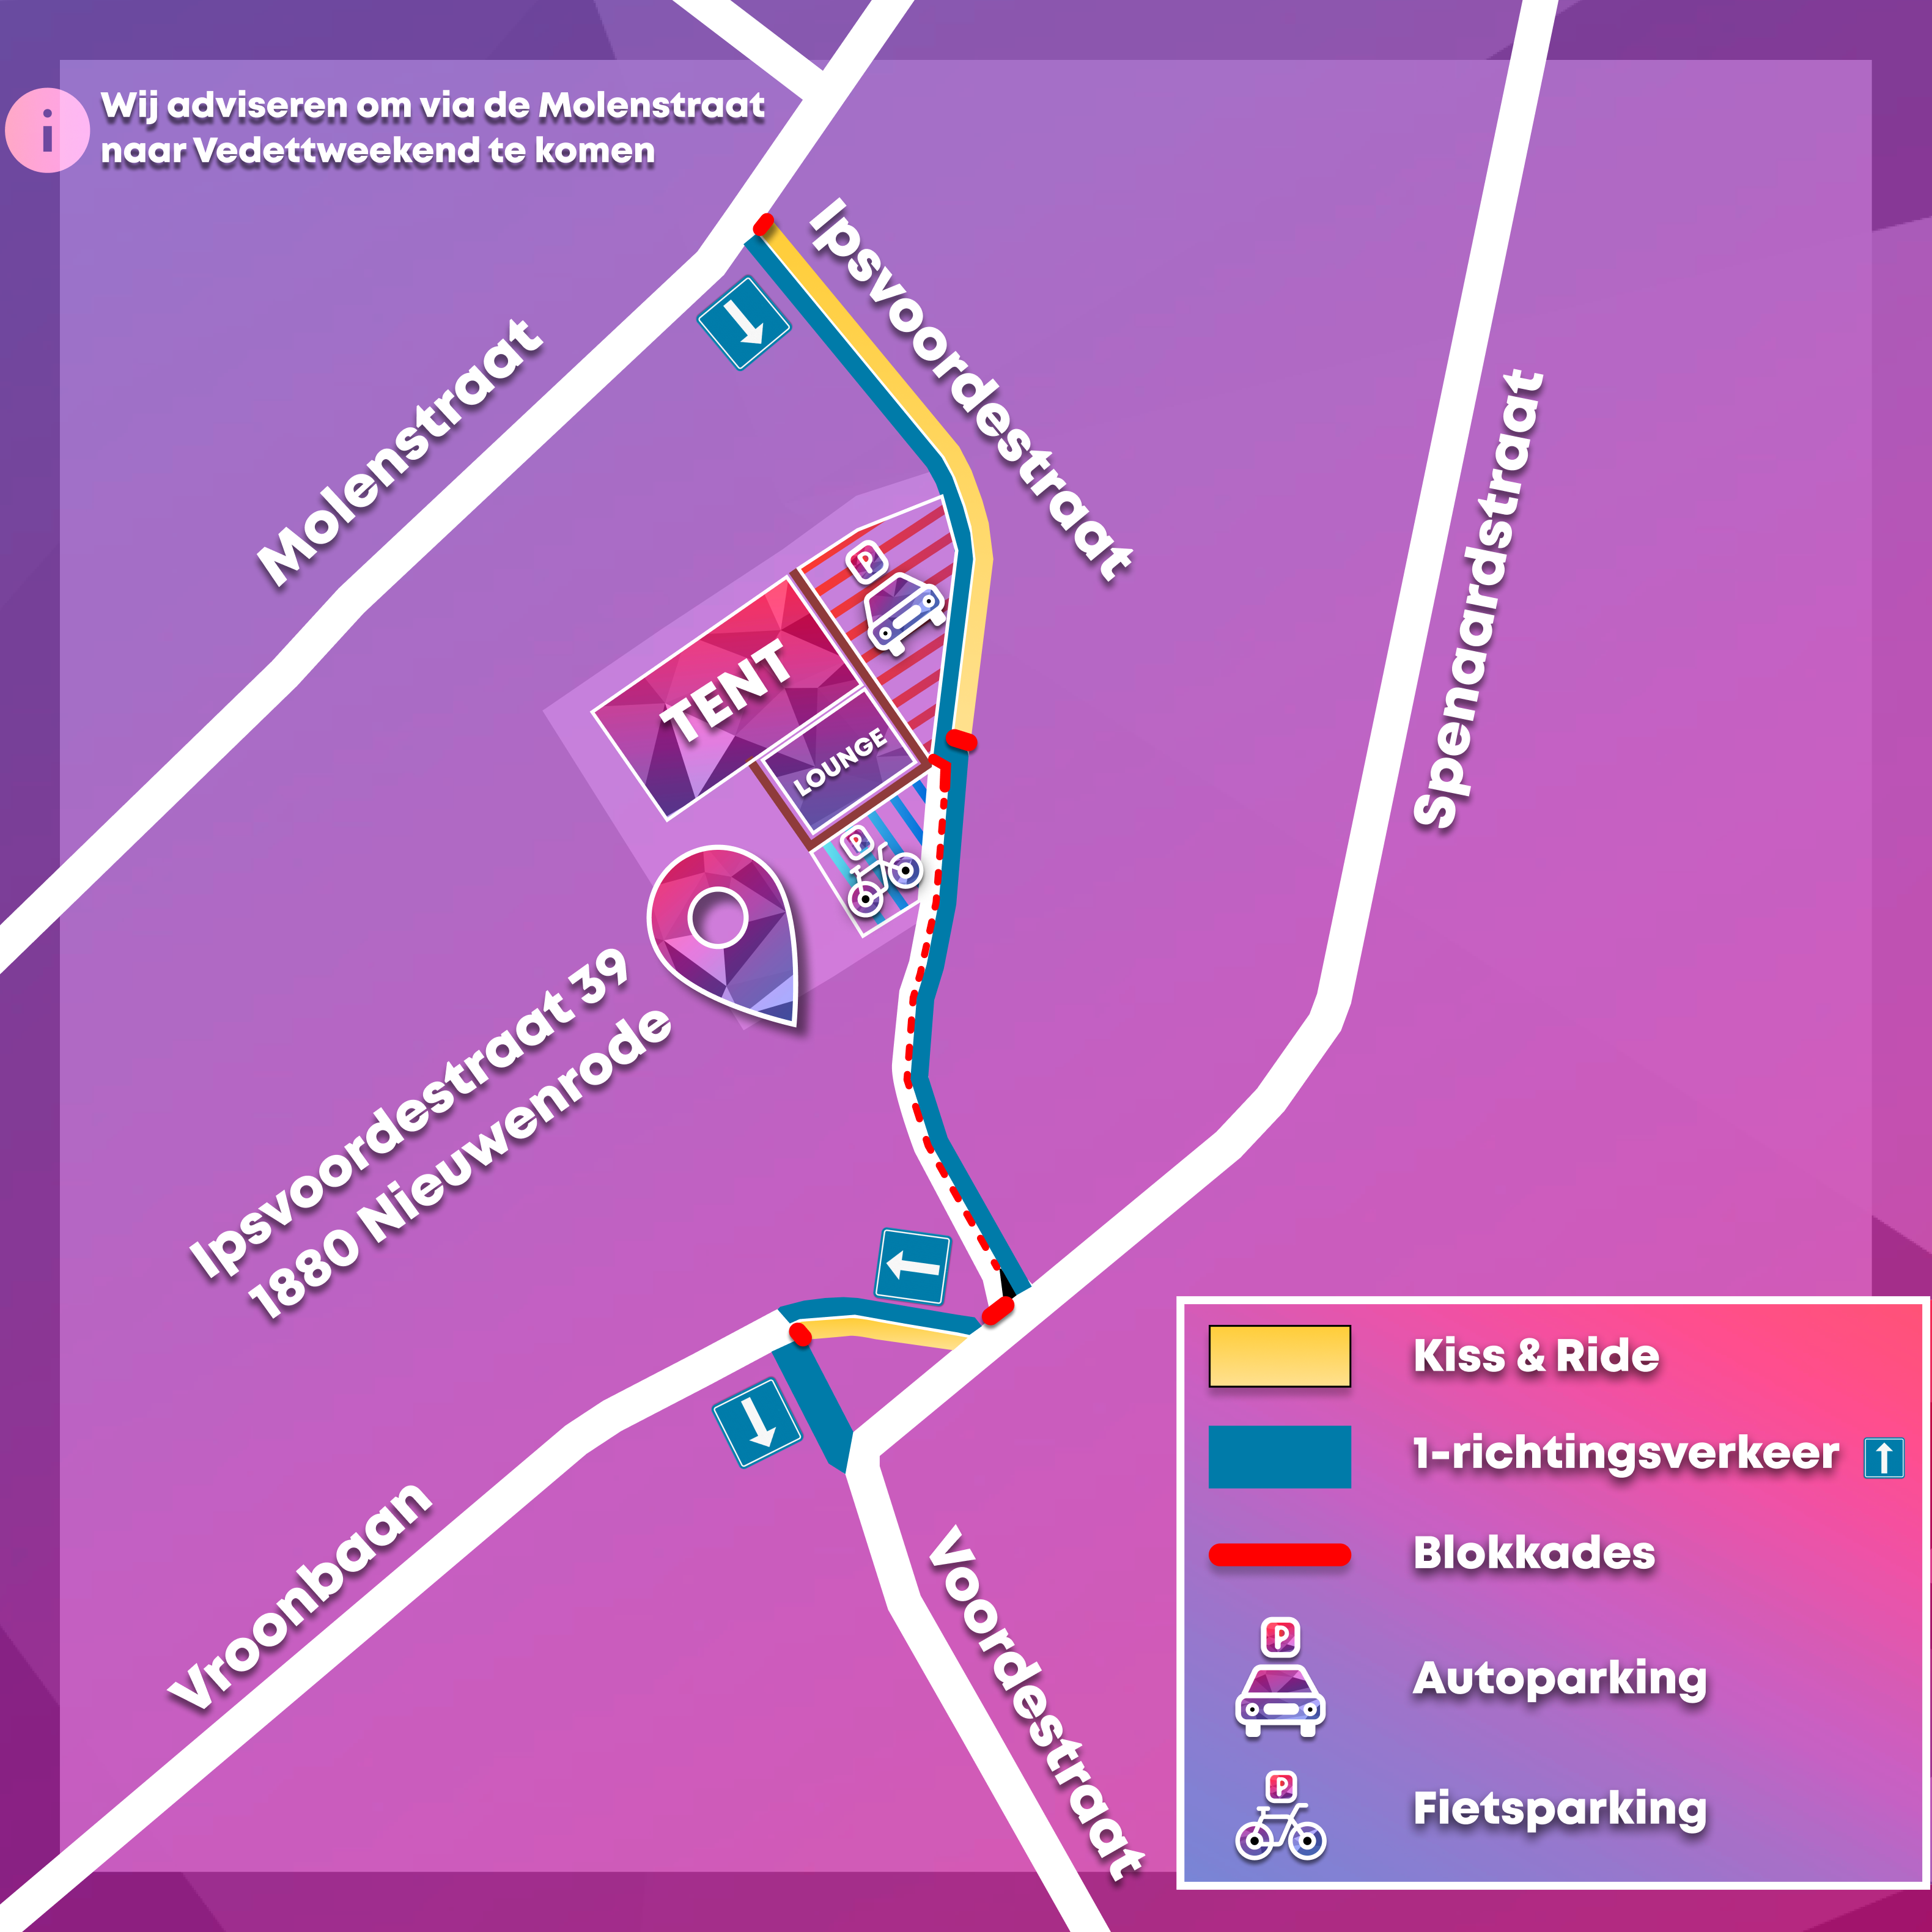 i
Wij adviseren om via de Molenstraat
naar Vedettweekend te komen
Ipsvoordestraat
Molenstraat
Spenaardstraat
P
TENT
LOUNGE
P
Ipsvoordestraat 39
1880 Nieuwenrode
Vroonbaan
Voordestraat
Kiss & Ride
1-richtingsverkeer
Blokkades
P
Autoparking
P
Fietsparking